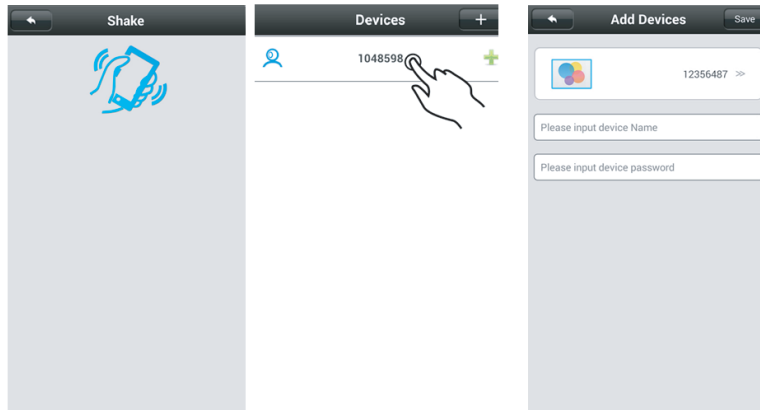 Shake
Devices
1048598
Add Devices
Save
12356487
Please input device Name
Please input device password